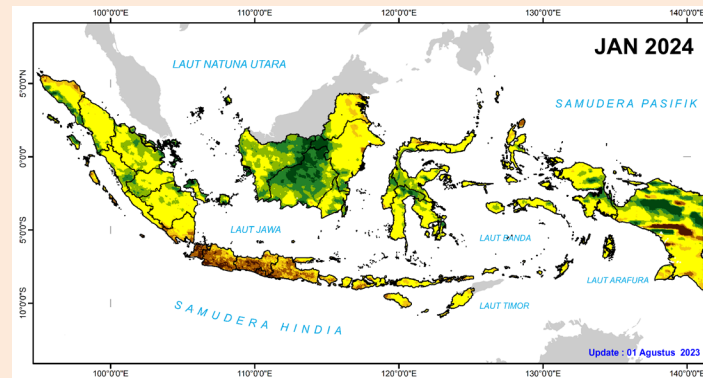 100°0'0"E 110°0'0"E 120°0'0"E 130°0'0"E 140°0'0"E
JAN 2024
LAUT NATUNA UTARA
5°0'0"N
SAMUDERA PASIFIK
0°0'0"
5°0'0"S
LAUT JAWA
LAUT BANDA
LAUT ARAFURA
10°0'0"S
SAMUDERA HINDIA
LAUT TIMOR
Update : 01 Agustus 2023
100°0'0"E 110°0'0"E 120°0'0"E 130°0'0"E 140°0'0"E